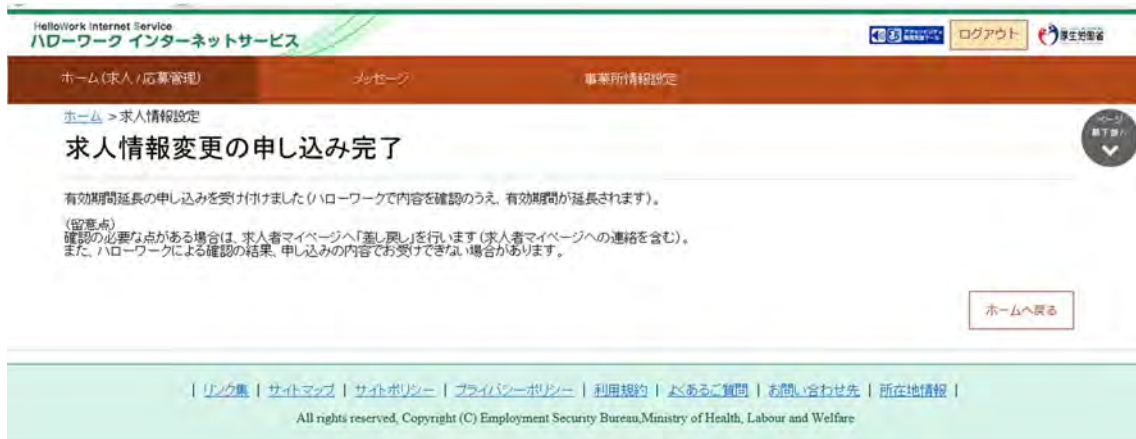 HelloWork Internet Service
ハローワーク インターネットサービス
ログアウト
厚生労働省
ホーム(求人/応募管理)
メッセージ
事業所情報設定
ホーム > 求人情報設定
求人情報変更の申し込み完了
ページ
最下部へ
有効期間延長の申し込みを受け付けました(ハローワークで内容を確認のうえ、有効期間が延長されます)。
(留意点)
確認の必要な点がある場合は、求人者マイページへ「差し戻し」を行います(求人者マイページへの連絡を含む)。
また、ハローワークによる確認の結果、申し込みの内容でお受けできない場合があります。
ホームへ戻る
| リンク集 | サイトマップ | サイトポリシー | プライバシーポリシー | 利用規約 | よくあるご質問 | お問い合わせ先 | 所在地情報 |
All rights reserved, Copyright (C) Employment Security Bureau,Ministry of Health, Labour and Welfare